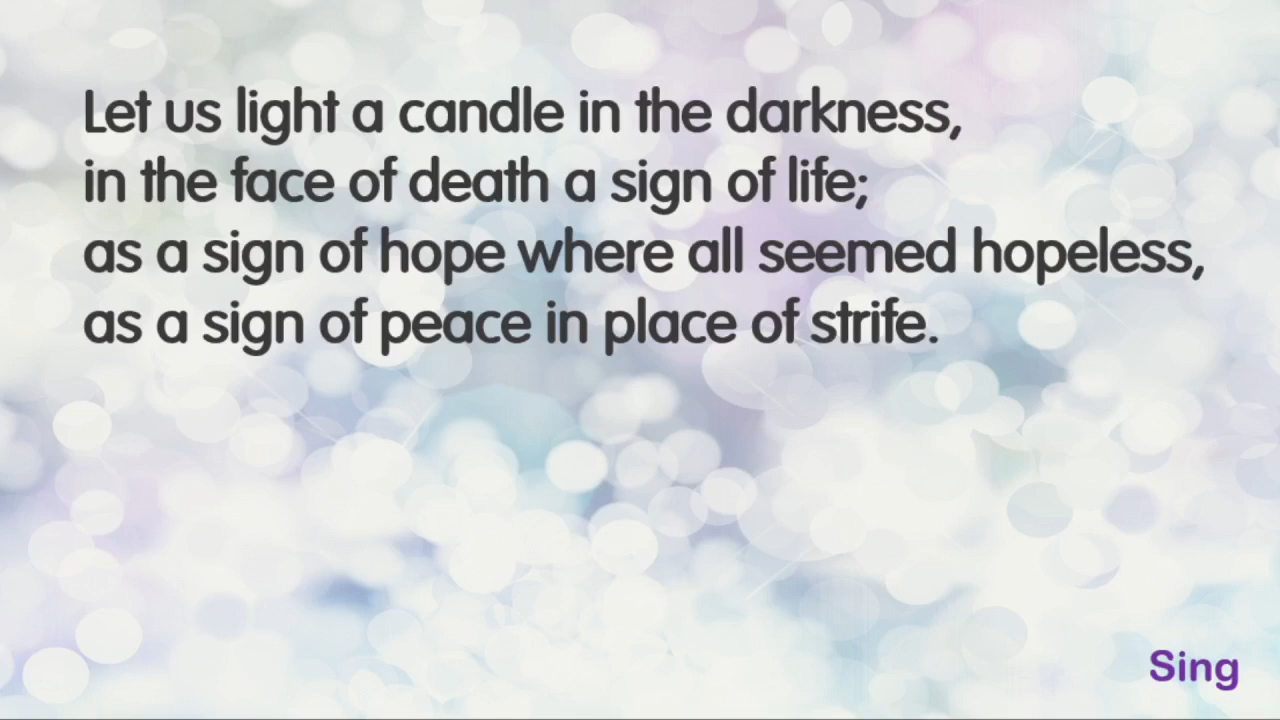 Let us light a candle in the darkness,
in the face of death a sign of life;
as a sign of hope where all seemed hopeless,
as a sign of peace in place of strife.
Sing